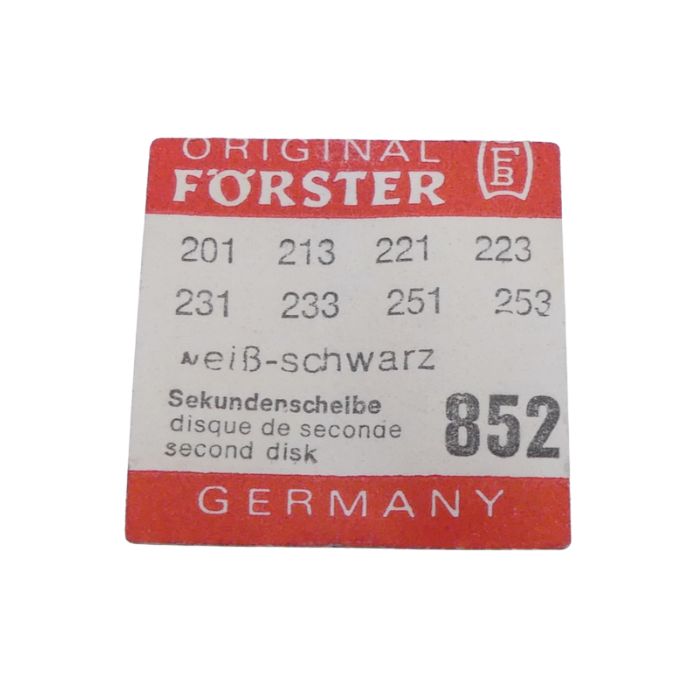 ORIGINAL
FÖRSTER
FB
201 213 221 223
231 233 251 253
weiß-schwarz
Sekundenscheibe
disque de seconde
second disk
852
GERMANY